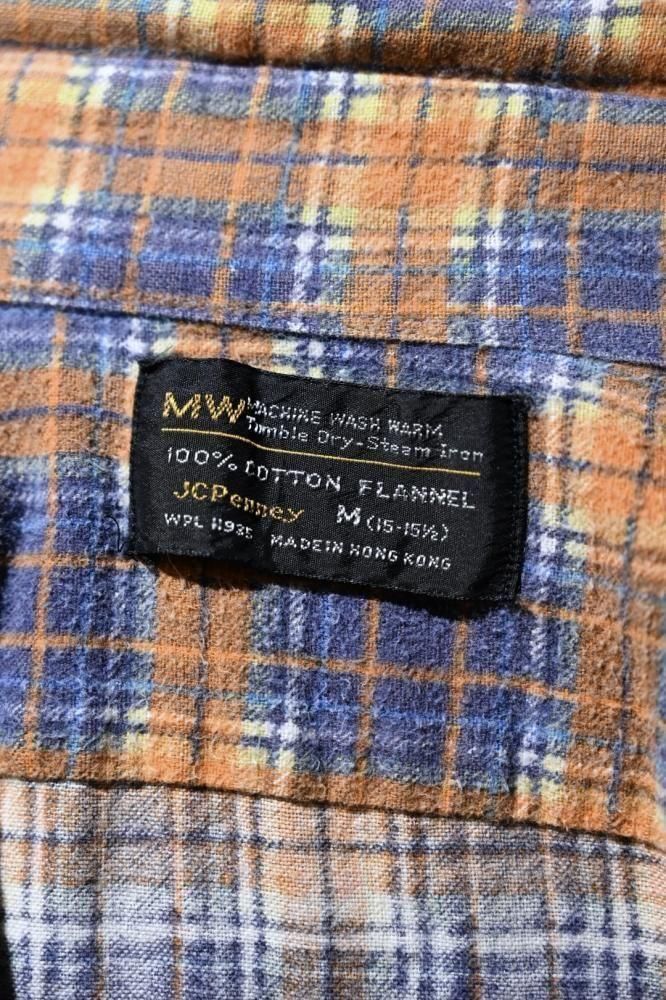 MW MACHINE WASH WARM
Tumble Dry-Steam Iron
100% COTTON FLANNEL
JCPenney M (15-15½)
WPL 11935 MADE IN HONG KONG